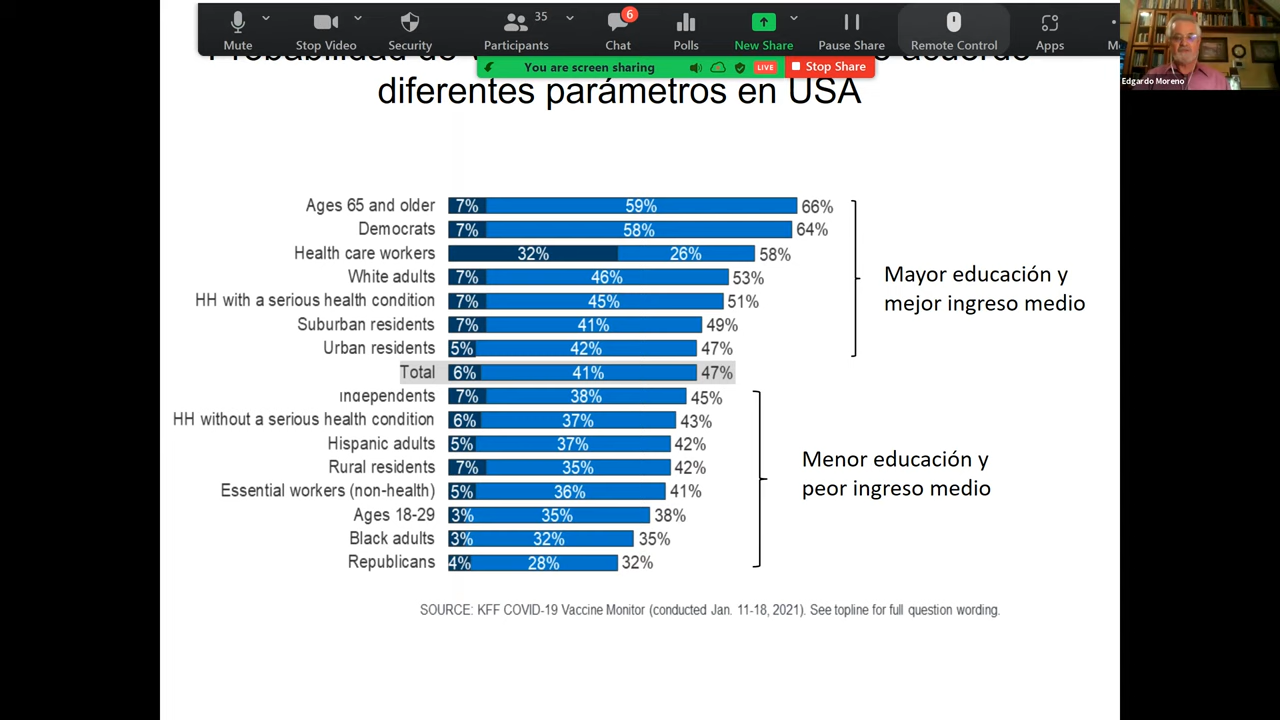 Mute
Stop Video
Security
Participants
35
Chat
6
Polls
New Share
Pause Share
Remote Control
Apps
You are screen sharing
LIVE
Stop Share
Edgardo Moreno
Probabilidad de
acuerdo
diferentes parámetros en USA
Ages 65 and older 7% 59% 66%
Democrats 7% 58% 64%
Health care workers 32% 26% 58%
White adults 7% 46% 53%
HH with a serious health condition 7% 45% 51%
Suburban residents 7% 41% 49%
Urban residents 5% 42% 47%
Total 6% 41% 47%
Independents 7% 38% 45%
HH without a serious health condition 6% 37% 43%
Hispanic adults 5% 37% 42%
Rural residents 7% 35% 42%
Essential workers (non-health) 5% 36% 41%
Ages 18-29 3% 35% 38%
Black adults 3% 32% 35%
Republicans 4% 28% 32%
Mayor educación y
mejor ingreso medio
Menor educación y
peor ingreso medio
SOURCE: KFF COVID-19 Vaccine Monitor (conducted Jan. 11-18, 2021). See topline for full question wording.